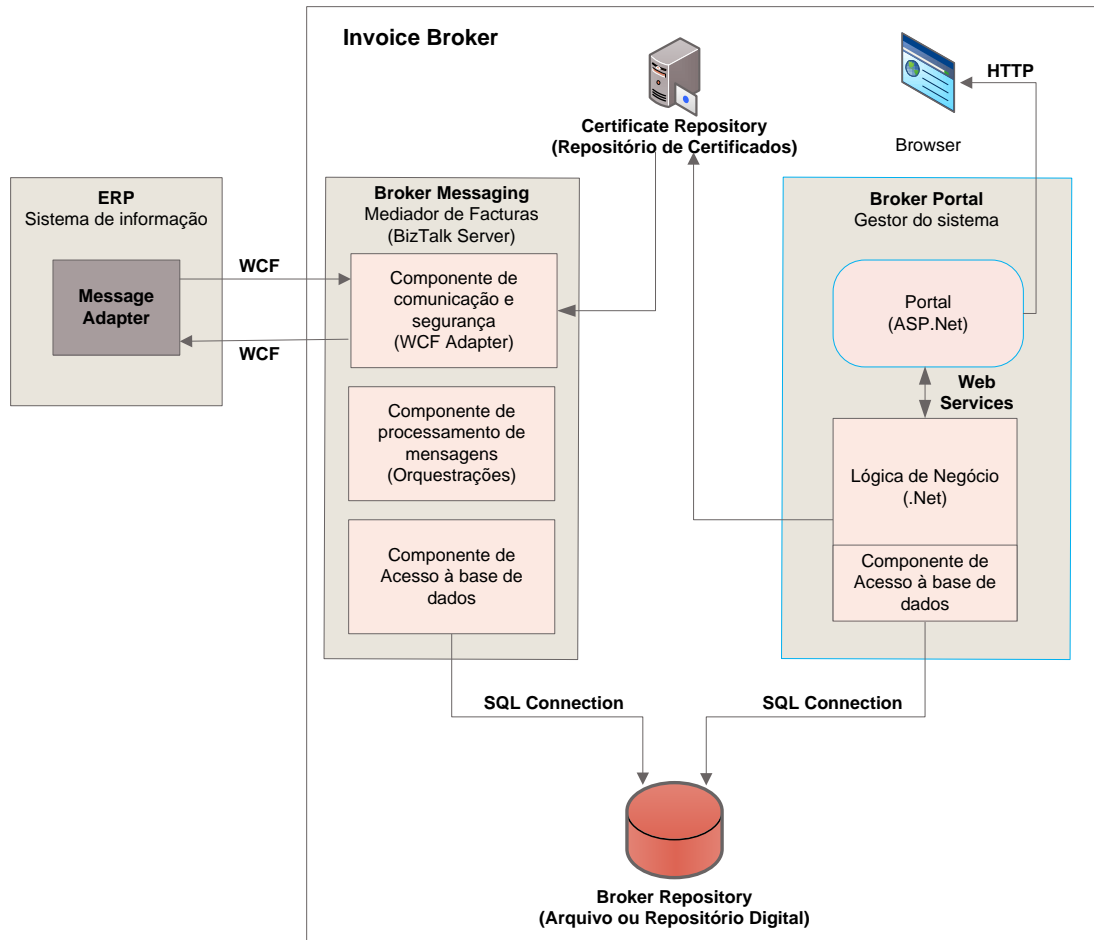 Invoice Broker
HTTP
Certificate Repository
(Repositório de Certificados)
Browser
ERP
Sistema de informação
Message
Adapter
WCF
WCF
Broker Messaging
Mediador de Facturas
(BizTalk Server)
Componente de
comunicação e
segurança
(WCF Adapter)
Componente de
processamento de
mensagens
(Orquestrações)
Componente de
Acesso à base de
dados
Broker Portal
Gestor do sistema
Portal
(ASP.Net)
Web
Services
Lógica de Negócio
(.Net)
Componente de
Acesso à base de
dados
SQL Connection
SQL Connection
Broker Repository
(Arquivo ou Repositório Digital)